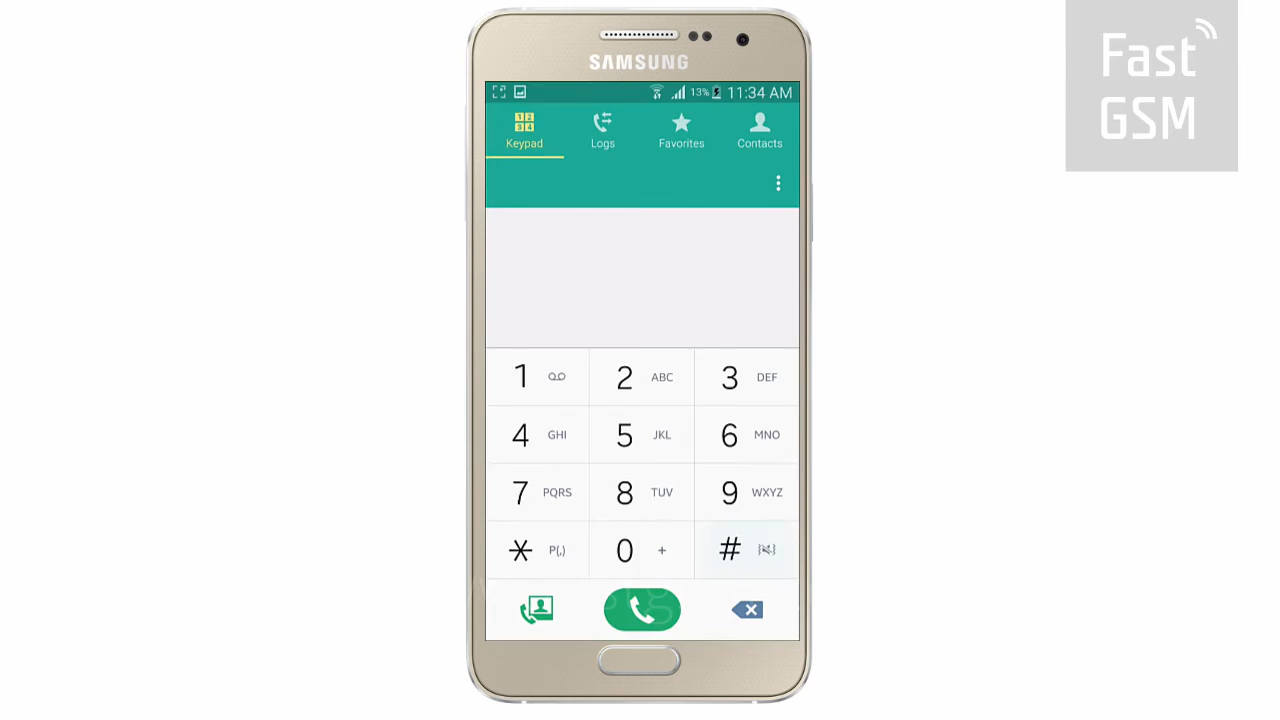 Fast
GSM
SAMSUNG
13% 11:34 AM
Keypad Logs Favorites Contacts
1 2 ABC 3 DEF
4 GHI 5 JKL 6 MNO
7 PQRS 8 TUV 9 WXYZ
* P(,) 0 + #